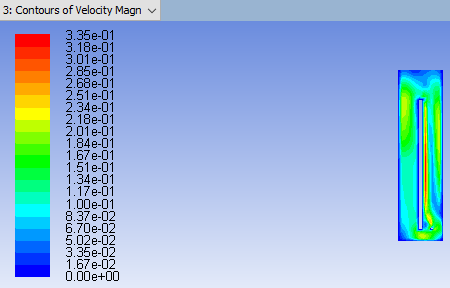 3: Contours of Velocity Magn
3.35e-01
3.18e-01
3.01e-01
2.85e-01
2.68e-01
2.51e-01
2.34e-01
2.18e-01
2.01e-01
1.84e-01
1.67e-01
1.51e-01
1.34e-01
1.17e-01
1.00e-01
8.37e-02
6.70e-02
5.02e-02
3.35e-02
1.67e-02
0.00e+00